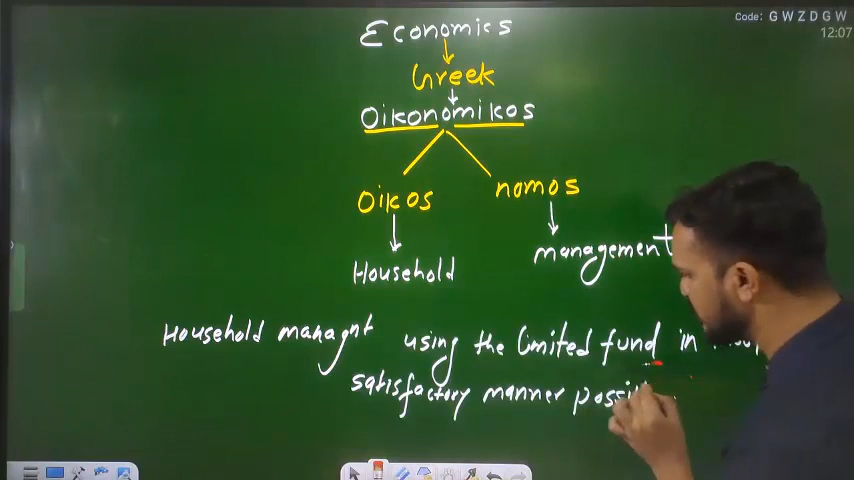 Code: GWZDGW
12:07
Economics
Greek
Oikonomikos
Oikos nomos
Household management
Household managnt using the limited fund in
satisfactory manner